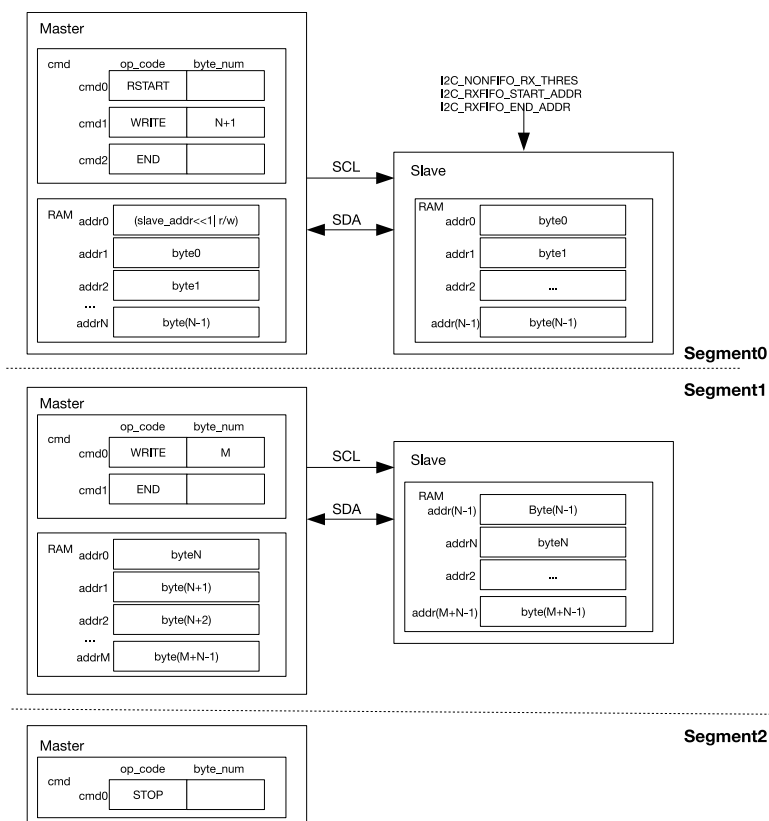 Master
cmd
op_code byte_num
cmd0 RSTART
cmd1 WRITE N+1
cmd2 END
RAM
addr0 (slave_addr<<1| r/w)
addr1 byte0
addr2 byte1
...
addrN byte(N-1)
SCL
SDA
I2C_NONFIFO_RX_THRES
I2C_RXFIFO_START_ADDR
I2C_RXFIFO_END_ADDR
Slave
RAM
addr0 byte0
addr1 byte1
addr2 ...
addr(N-1) byte(N-1)
Segment0
Segment1
Master
op_code byte_num
cmd
cmd0 WRITE M
cmd1 END
RAM
addr0 byteN
addr1 byte(N+1)
addr2 byte(N+2)
...
addrM byte(M+N-1)
SCL
SDA
Slave
RAM
addr(N-1) Byte(N-1)
addrN byteN
addr2 ...
addr(M+N-1) byte(M+N-1)
Segment2
Master
op_code byte_num
cmd
cmd0 STOP